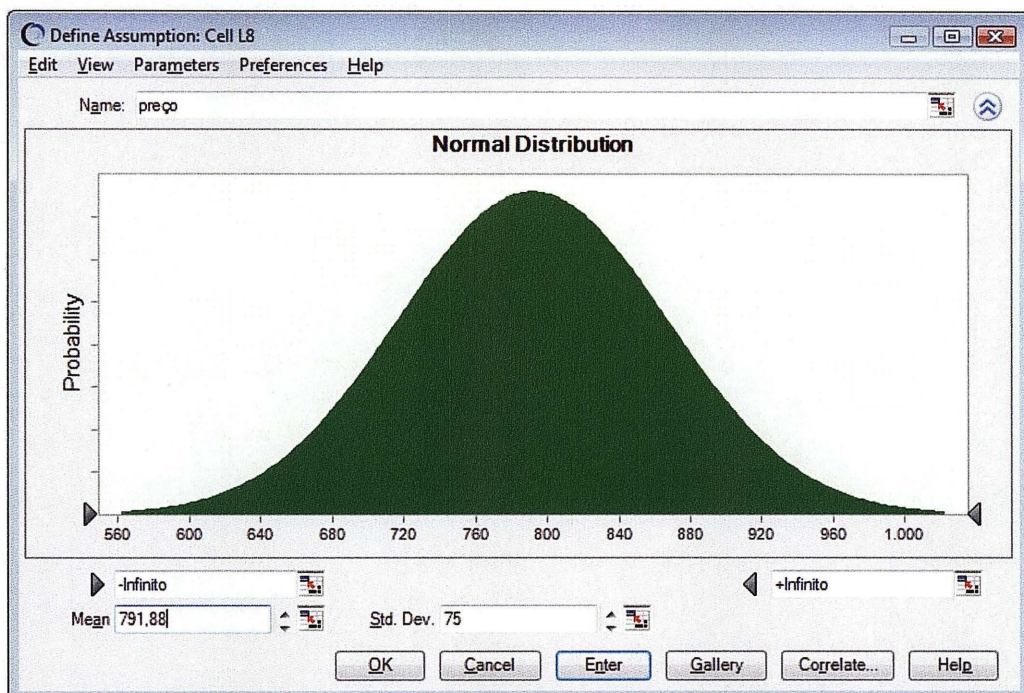 Define Assumption: Cell L8
Edit View Parameters Preferences Help
Name: preço
Normal Distribution
Probability
560 600 640 680 720 760 800 840 880 920 960 1.000
-Infinito +Infinito
Mean 791,88 Std. Dev. 75
OK Cancel Enter Gallery Correlate... Help